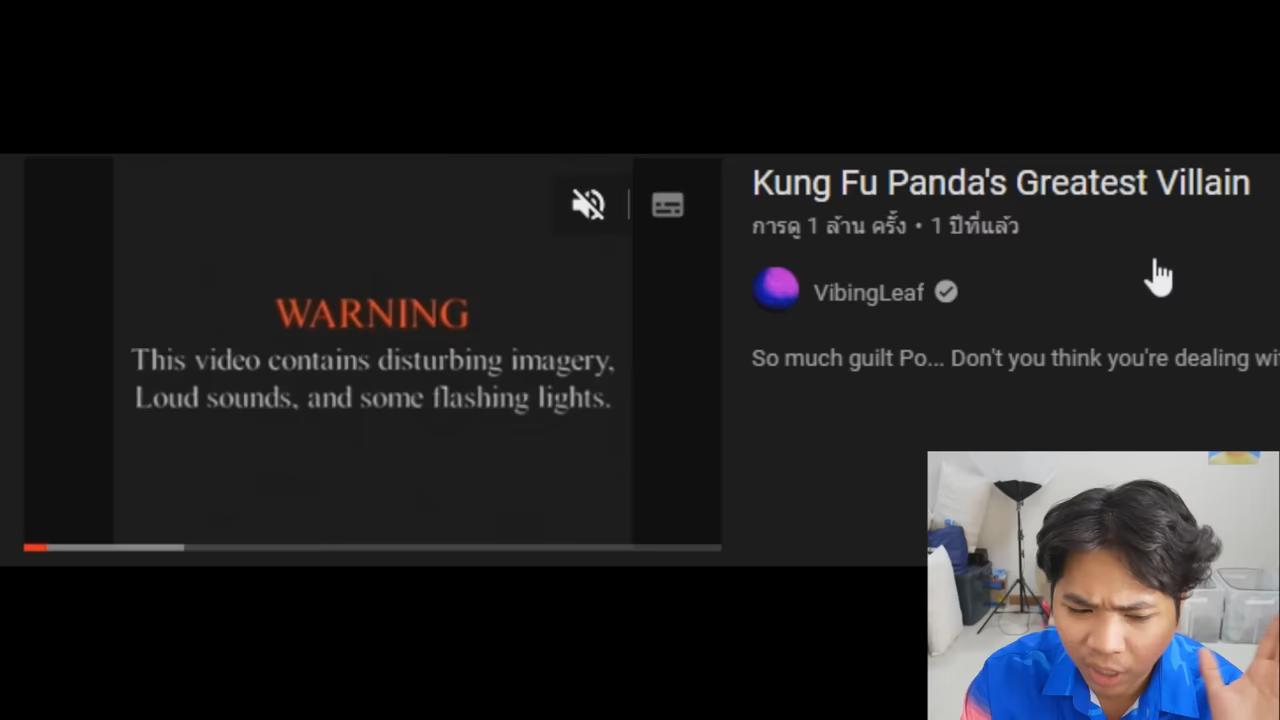 WARNING
This video contains disturbing imagery,
Loud sounds, and some flashing lights.
Kung Fu Panda's Greatest Villain
การดู 1 ล้าน ครั้ง • 1 ปีที่แล้ว
VibingLeaf
So much guilt Po... Don't you think you're dealing wi